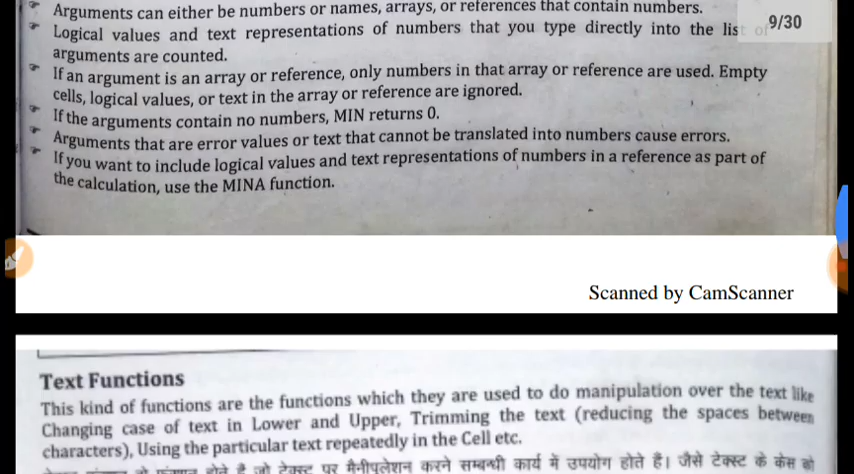 Arguments can either be numbers or names, arrays, or references that contain numbers.
9/30
Logical values and text representations of numbers that you type directly into the list of
arguments are counted.
If an argument is an array or reference, only numbers in that array or reference are used. Empty
cells, logical values, or text in the array or reference are ignored.
If the arguments contain no numbers, MIN returns 0.
Arguments that are error values or text that cannot be translated into numbers cause errors.
If you want to include logical values and text representations of numbers in a reference as part of
the calculation, use the MINA function.
Scanned by CamScanner
Text Functions
This kind of functions are the functions which they are used to do manipulation over the text like
Changing case of text in Lower and Upper, Trimming the text (reducing the spaces between
characters), Using the particular text repeatedly in the Cell etc.
होते है जो टेक्स्ट पर मैनीपुलेशन करने सम्बन्धी कार्य में उपयोग होते है। जैसे टेक्स्ट के केस को